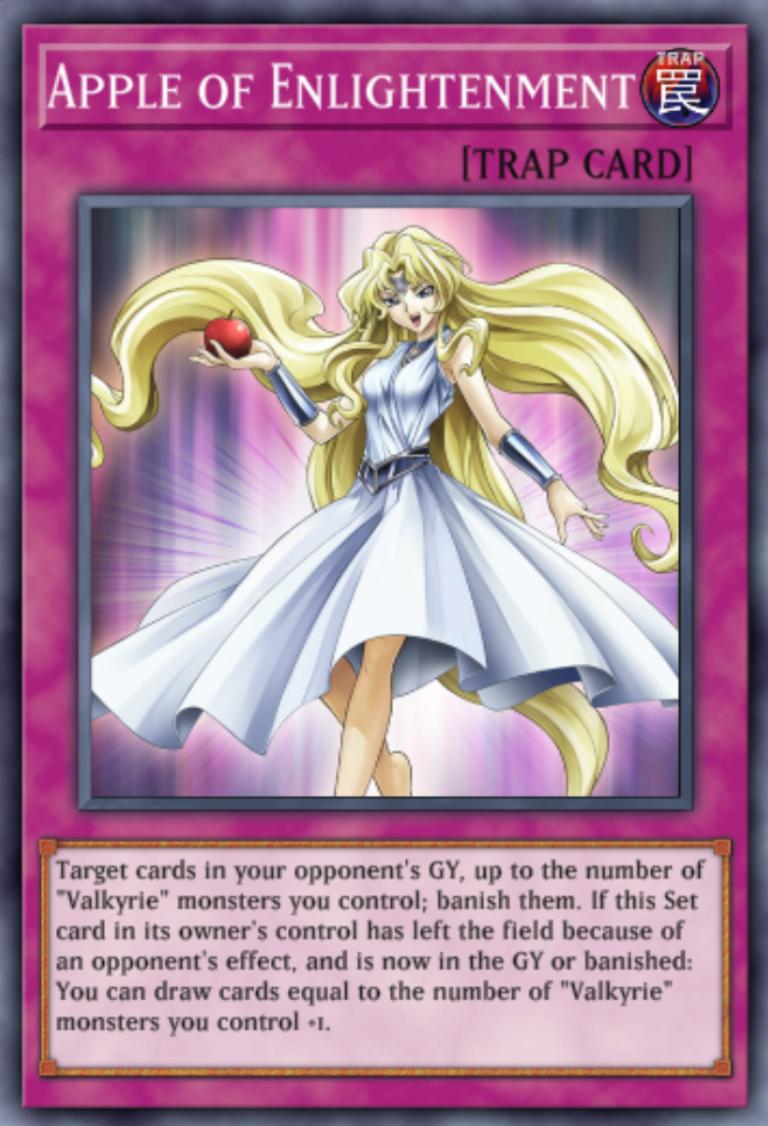 APPLE OF ENLIGHTENMENT
TRAP
罠
[TRAP CARD]
Target cards in your opponent's GY, up to the number of
"Valkyrie" monsters you control; banish them. If this Set
card in its owner's control has left the field because of
an opponent's effect, and is now in the GY or banished:
You can draw cards equal to the number of "Valkyrie"
monsters you control +1.